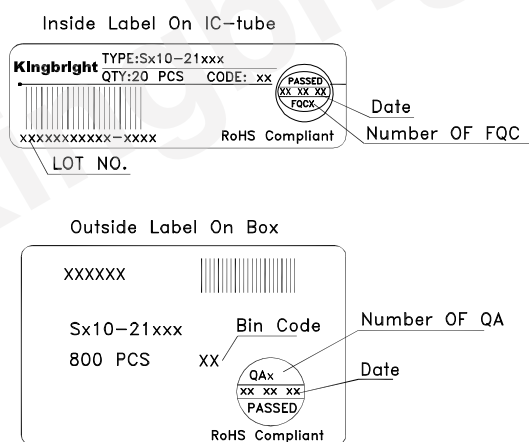 Inside Label On IC-tube
Kingbright
TYPE:Sx10-21xxx
QTY:20 PCS CODE: xx
PASSED
XX XX XX
FQCX
Date
Number OF FQC
xxxxxxxxxxx-xxxx
RoHS Compliant
LOT NO.
Outside Label On Box
XXXXXX
Sx10-21xxx
Bin Code
Number OF QA
800 PCS
XX
QAx
Date
XX XX XX
PASSED
RoHS Compliant